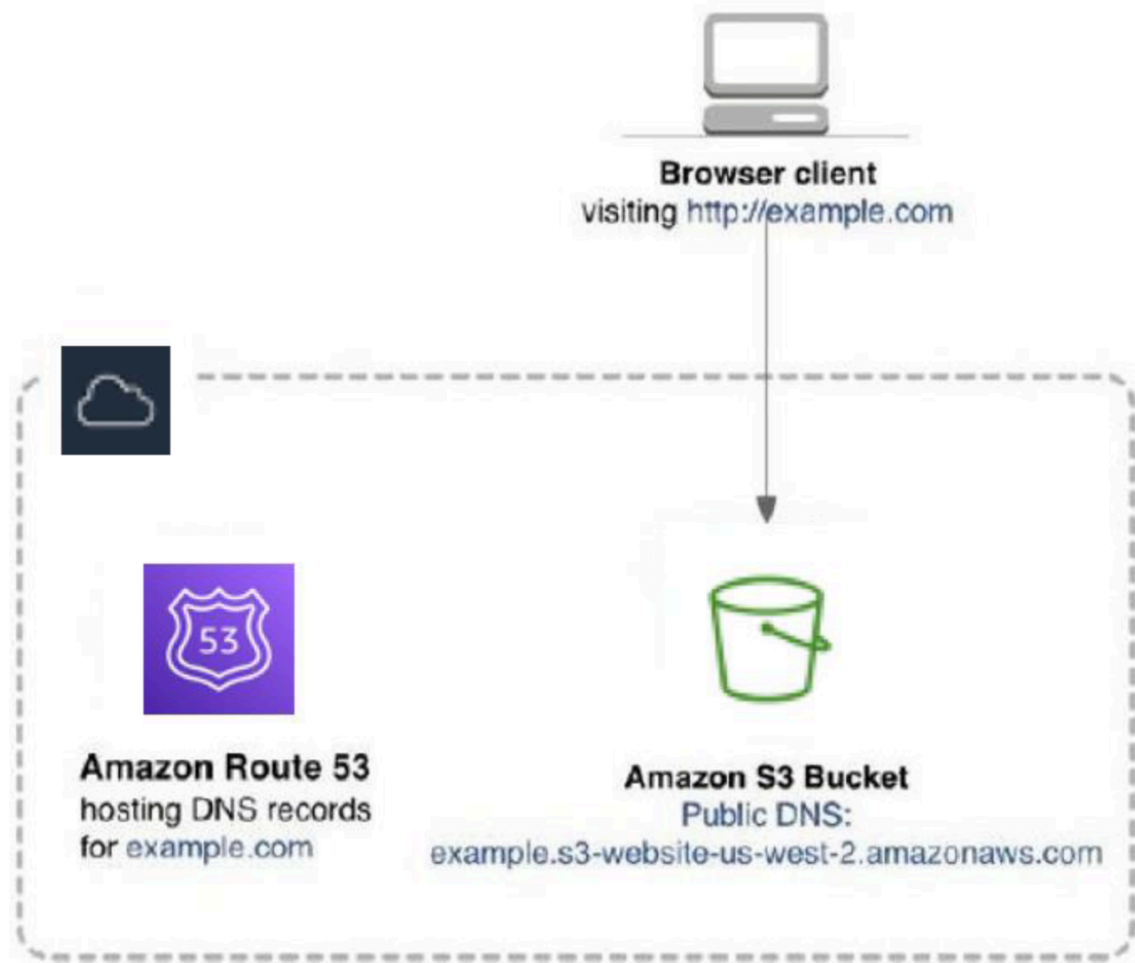 Browser client
visiting http://example.com
53
Amazon Route 53
hosting DNS records
for example.com
Amazon S3 Bucket
Public DNS:
example.s3-website-us-west-2.amazonaws.com